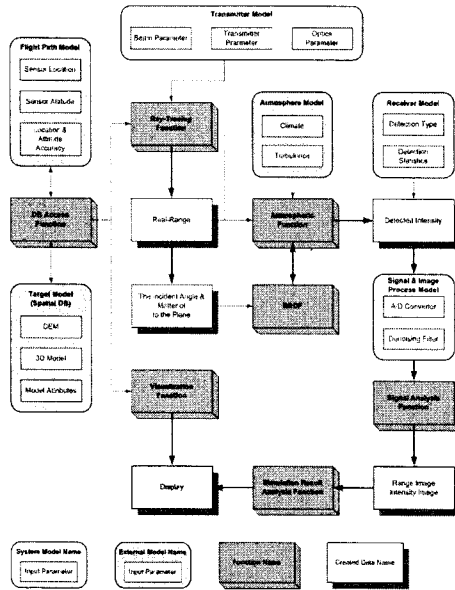 Transmitter Model
Beam Parameter
Transmitter
Prarmeter
Optics
Parameter
Flight Path Model
Sensor Location
Sensor Altitude
Location &
Attitude
Accuracy
Ray-Tracing
Function
Atmosphere Model
Climate
Turbulence
Receiver Model
Detection Type
Detection
Statistics
DB Access
Function
Real-Range
Atmospheric
Function
Detected Intensity
Target Model
(Spatial DB)
DEM
3D Model
Model Attributes
The Incident Angle &
to the Plane
BRDF
Signal & Image
Process Model
A-D Convertor
Denoising Filter
Visualization
Function
Signal Analysis
Function
Display
Simulation Result
Analysis Function
Range Image
Intensity Image
System Model Name
Input Parameter
External Model Name
Input Parameter
Function Name
Created Data Name